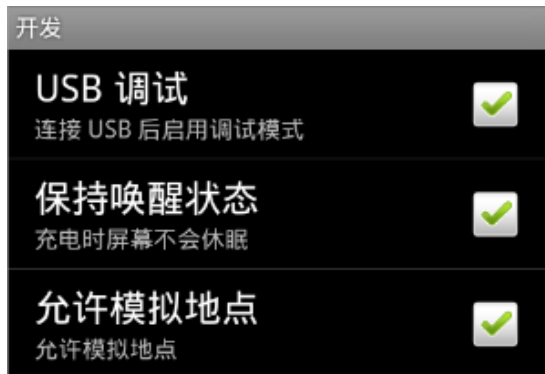 开发
USB 调试
连接 USB 后启用调试模式
保持唤醒状态
充电时屏幕不会休眠
允许模拟地点
允许模拟地点